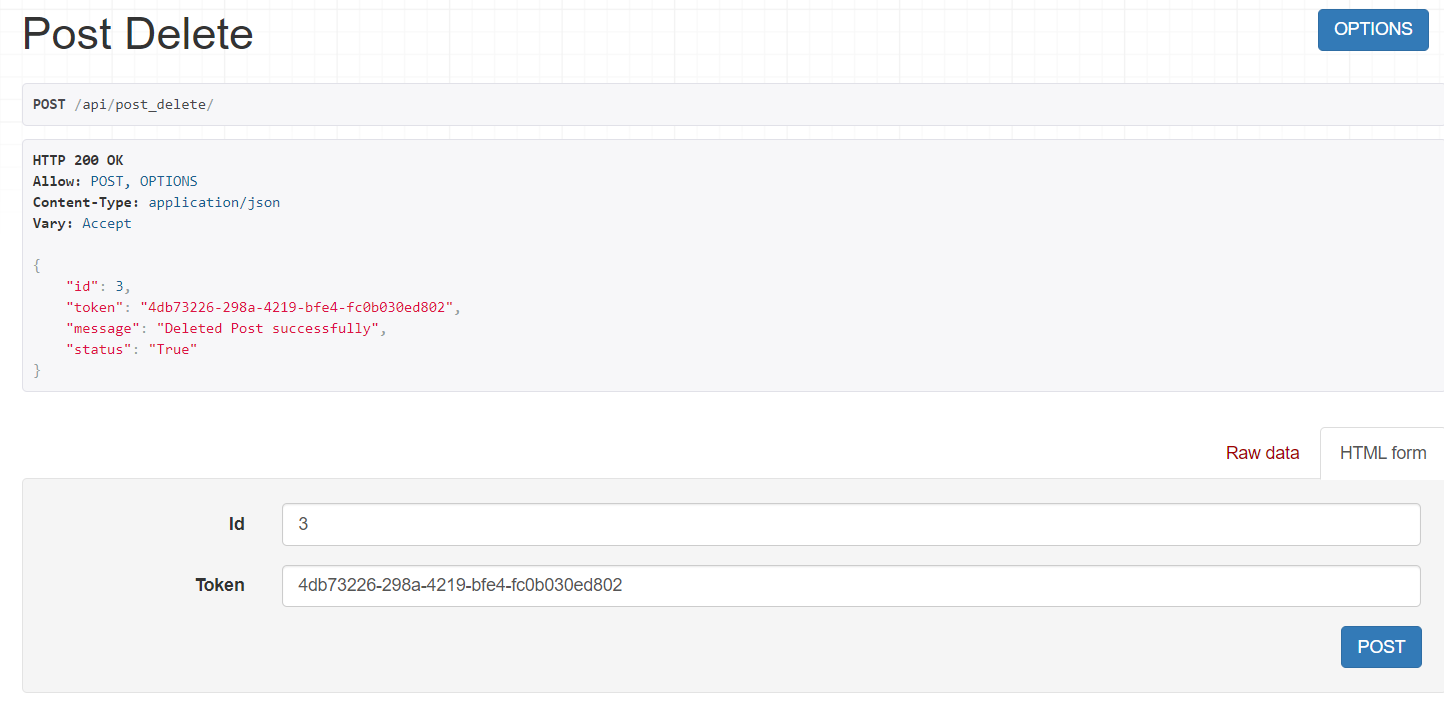 Post Delete
OPTIONS
POST /api/post_delete/
HTTP 200 OK
Allow: POST, OPTIONS
Content-Type: application/json
Vary: Accept
{
"id": 3,
"token": "4db73226-298a-4219-bfe4-fc0b030ed802",
"message": "Deleted Post successfully",
"status": "True"
}
Raw data
HTML form
Id
3
Token
4db73226-298a-4219-bfe4-fc0b030ed802
POST